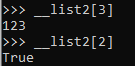 >>> __list2[3]
123
>>> __list2[2]
True